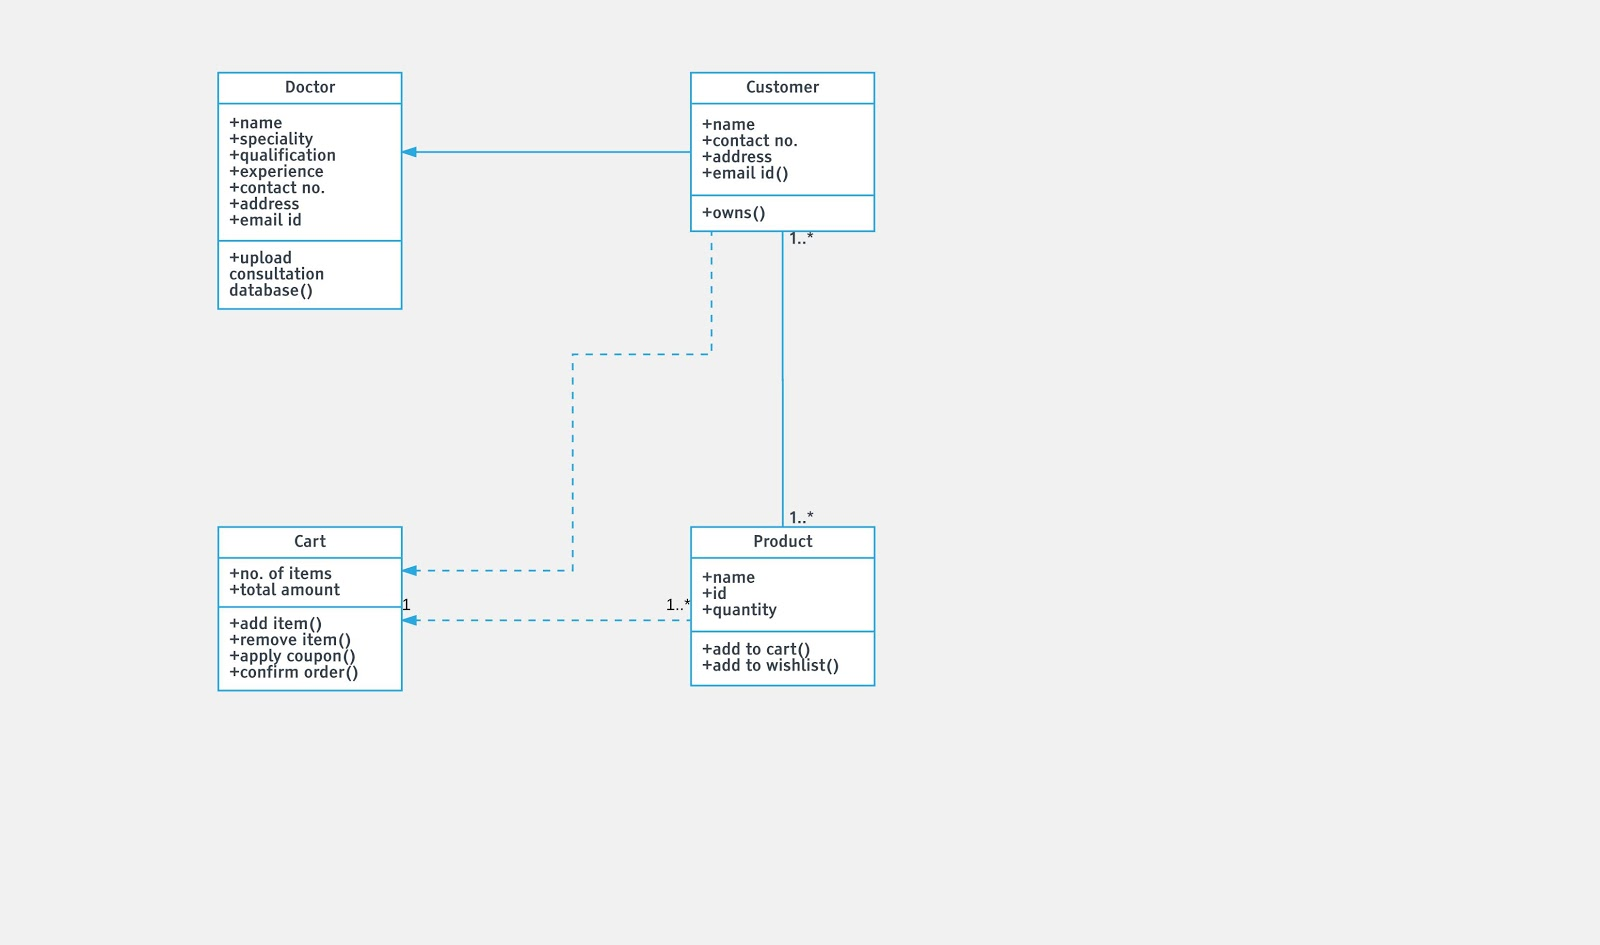 Doctor
+name
+speciality
+qualification
+experience
+contact no.
+address
+email id
+upload
consultation
database()
Customer
+name
+contact no.
+address
+email id()
+owns()
1..*
1..*
Cart
+no. of items
+total amount
+add item()
+remove item()
+apply coupon()
+confirm order()
1
1..*
Product
+name
+id
+quantity
+add to cart()
+add to wishlist()